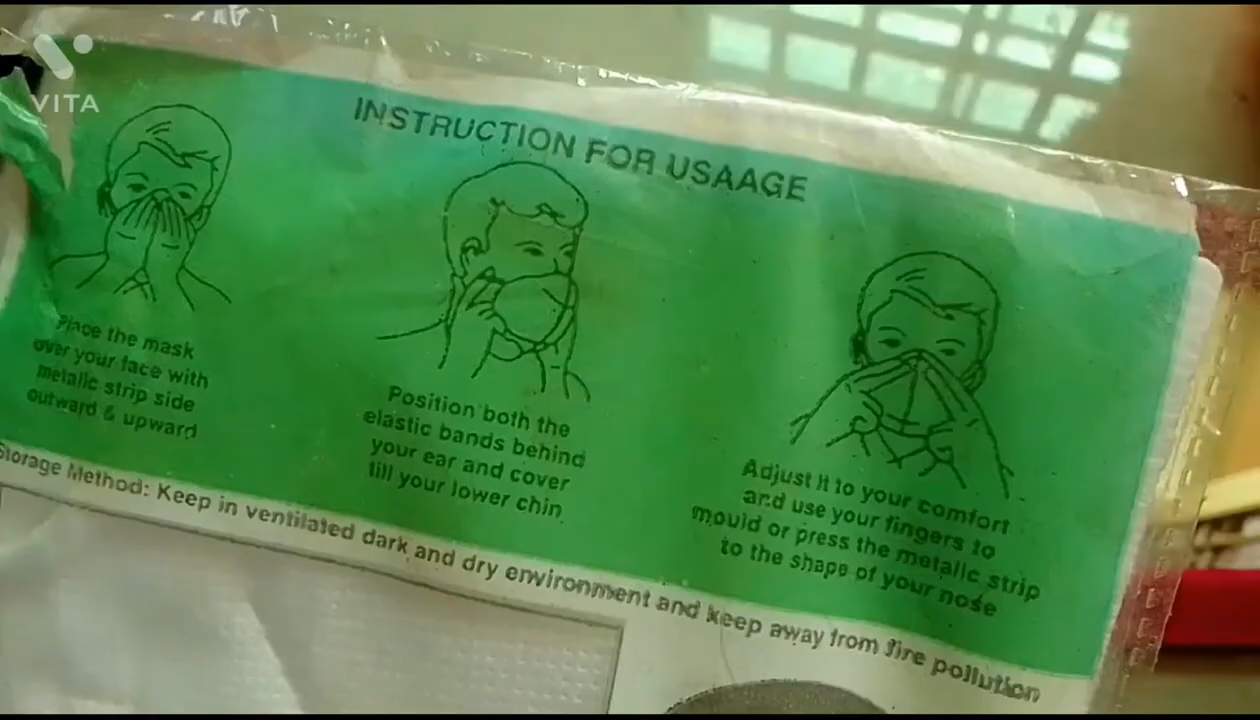 VITA
INSTRUCTION FOR USAAGE
Place the mask
over your face with
metalic strip side
outward & upward
Position both the
elastic bands behind
your ear and cover
till your lower chin
Adjust it to your comfort
and use your fingers to
mould or press the metallic strip
to the shape of your nose
Storage Method: Keep in ventilated dark and dry environment and keep away from fire pollution